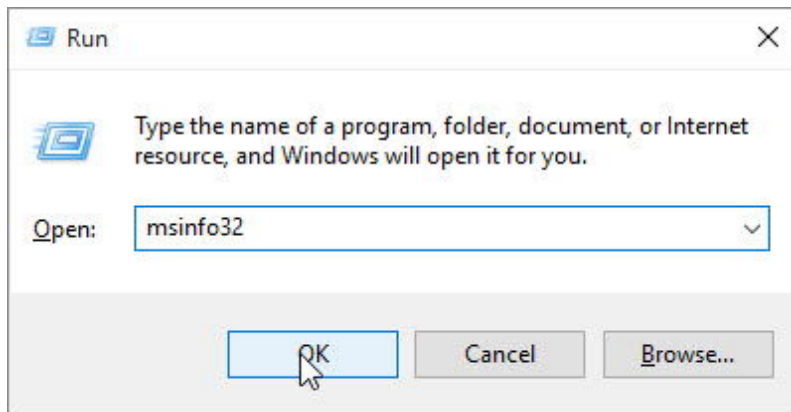 Run
Type the name of a program, folder, document, or Internet
resource, and Windows will open it for you.
Open: msinfo32
OK Cancel Browse...